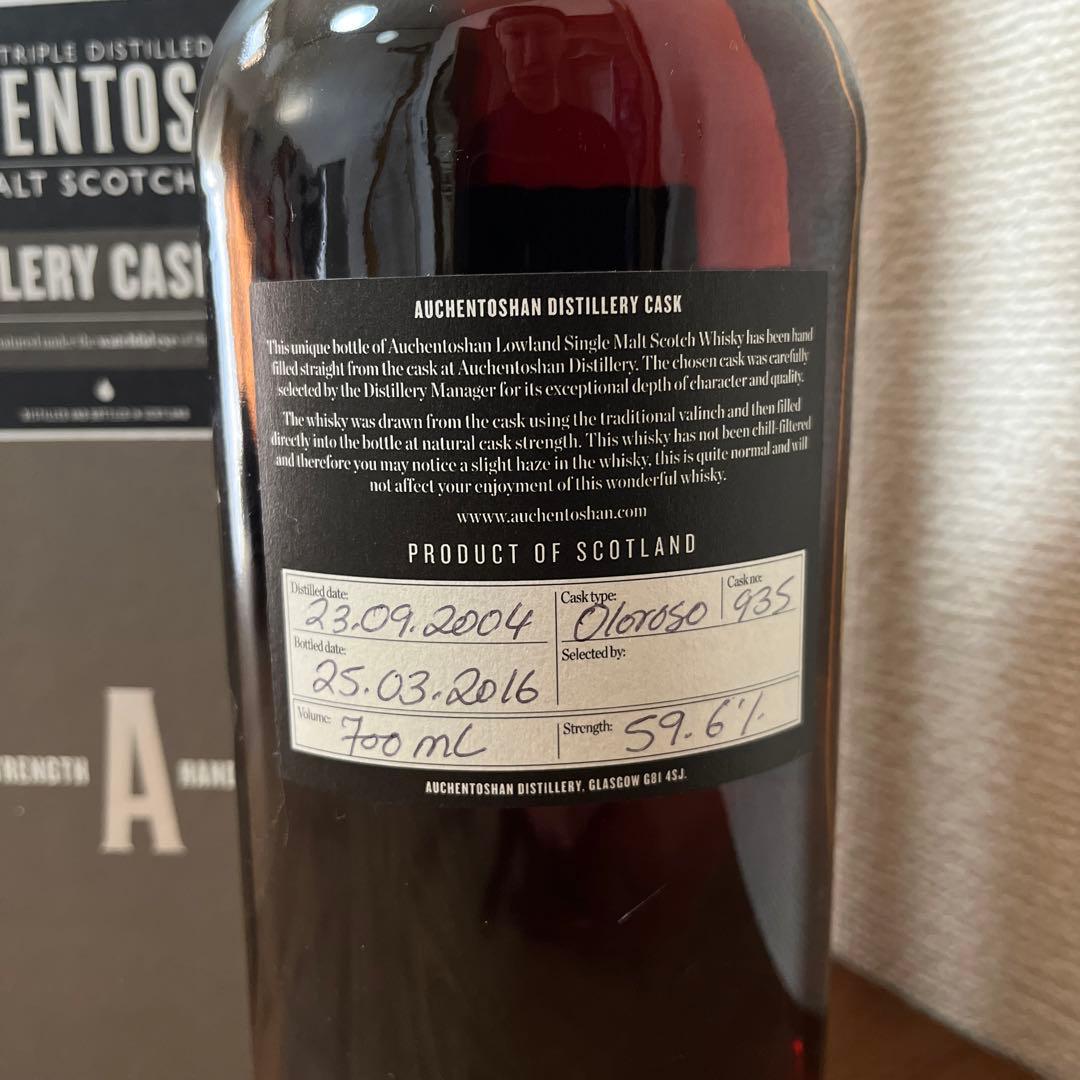 TRIPLE DISTILLED
ENTOS
ALT SCOTCH
LERY CAS
DISTILLED AND BOTTLED IN SCOTLAND
TRENGTH A HAND
AUCHENTOSHAN DISTILLERY CASK
This unique bottle of Auchentoshan Lowland Single Malt Scotch Whisky has been hand
filled straight from the cask at Auchentoshan Distillery. The chosen cask was carefully
selected by the Distillery Manager for its exceptional depth of character and quality.
The whisky was drawn from the cask using the traditional valinch and then filled
directly into the bottle at natural cask strength. This whisky has not been chill-filtered
and therefore you may notice a slight haze in the whisky, this is quite normal and will
not affect your enjoyment of this wonderful whisky.
wwww.auchentoshan.com
PRODUCT OF SCOTLAND
Distilled date: 23.09.2004
Cask type: Oloroso
Cask no: 935
Bottled date: 25.03.2016
Selected by:
Volume: 700 mL
Strength: 59.6%
AUCHENTOSHAN DISTILLERY, GLASGOW G81 4SJ.